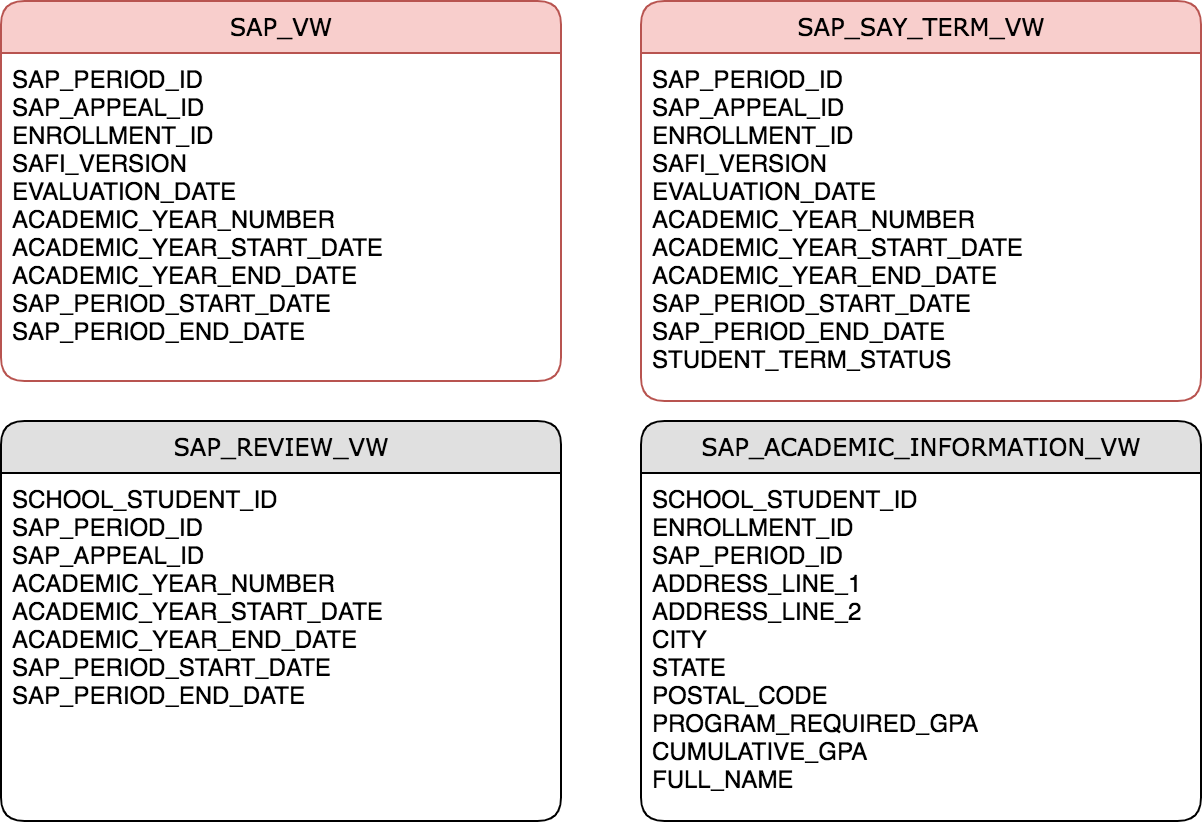 SAP_VW
SAP_PERIOD_ID
SAP_APPEAL_ID
ENROLLMENT_ID
SAFI_VERSION
EVALUATION_DATE
ACADEMIC_YEAR_NUMBER
ACADEMIC_YEAR_START_DATE
ACADEMIC_YEAR_END_DATE
SAP_PERIOD_START_DATE
SAP_PERIOD_END_DATE
SAP_SAY_TERM_VW
SAP_PERIOD_ID
SAP_APPEAL_ID
ENROLLMENT_ID
SAFI_VERSION
EVALUATION_DATE
ACADEMIC_YEAR_NUMBER
ACADEMIC_YEAR_START_DATE
ACADEMIC_YEAR_END_DATE
SAP_PERIOD_START_DATE
SAP_PERIOD_END_DATE
STUDENT_TERM_STATUS
SAP_REVIEW_VW
SCHOOL_STUDENT_ID
SAP_PERIOD_ID
SAP_APPEAL_ID
ACADEMIC_YEAR_NUMBER
ACADEMIC_YEAR_START_DATE
ACADEMIC_YEAR_END_DATE
SAP_PERIOD_START_DATE
SAP_PERIOD_END_DATE
SAP_ACADEMIC_INFORMATION_VW
SCHOOL_STUDENT_ID
ENROLLMENT_ID
SAP_PERIOD_ID
ADDRESS_LINE_1
ADDRESS_LINE_2
CITY
STATE
POSTAL_CODE
PROGRAM_REQUIRED_GPA
CUMULATIVE_GPA
FULL_NAME